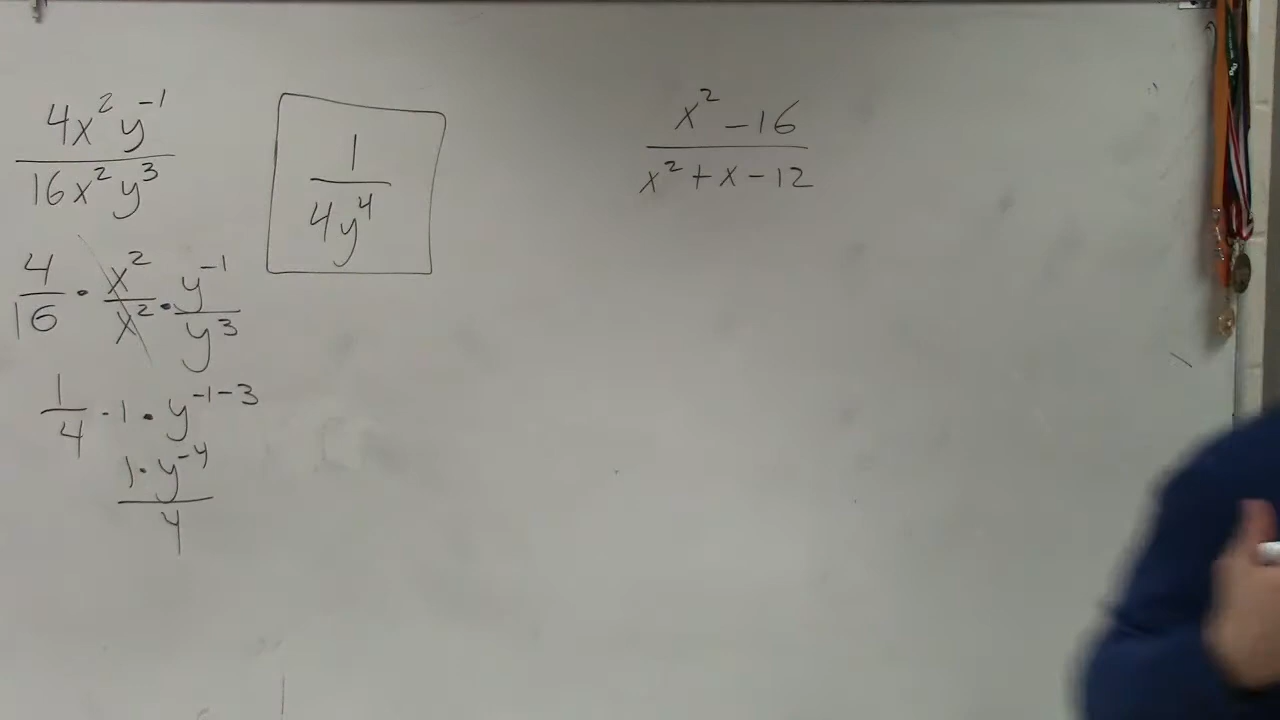 4x²y⁻¹
16x²y³
1
4y⁴
4/16 · x²/x² · y⁻¹/y³
1/4 · 1 · y⁻¹⁻³
1·y⁻⁴
4
x² - 16
x² + x - 12